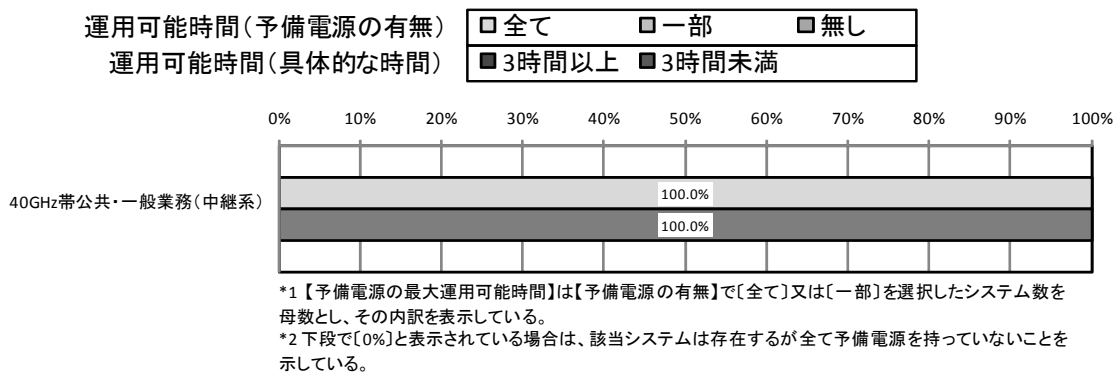 運用可能時間(予備電源の有無) 全て 一部 無し
運用可能時間(具体的な時間) 3時間以上 3時間未満
0% 10% 20% 30% 40% 50% 60% 70% 80% 90% 100%
100.0%
40GHz帯公共・一般業務(中継系)
100.0%
*1【予備電源の最大運用可能時間】は【予備電源の有無】で〔全て〕又は〔一部〕を選択したシステム数を
母数とし、その内訳を表示している。
*2 下段で〔0%〕と表示されている場合は、該当システムは存在するが全て予備電源を持っていないことを
示している。